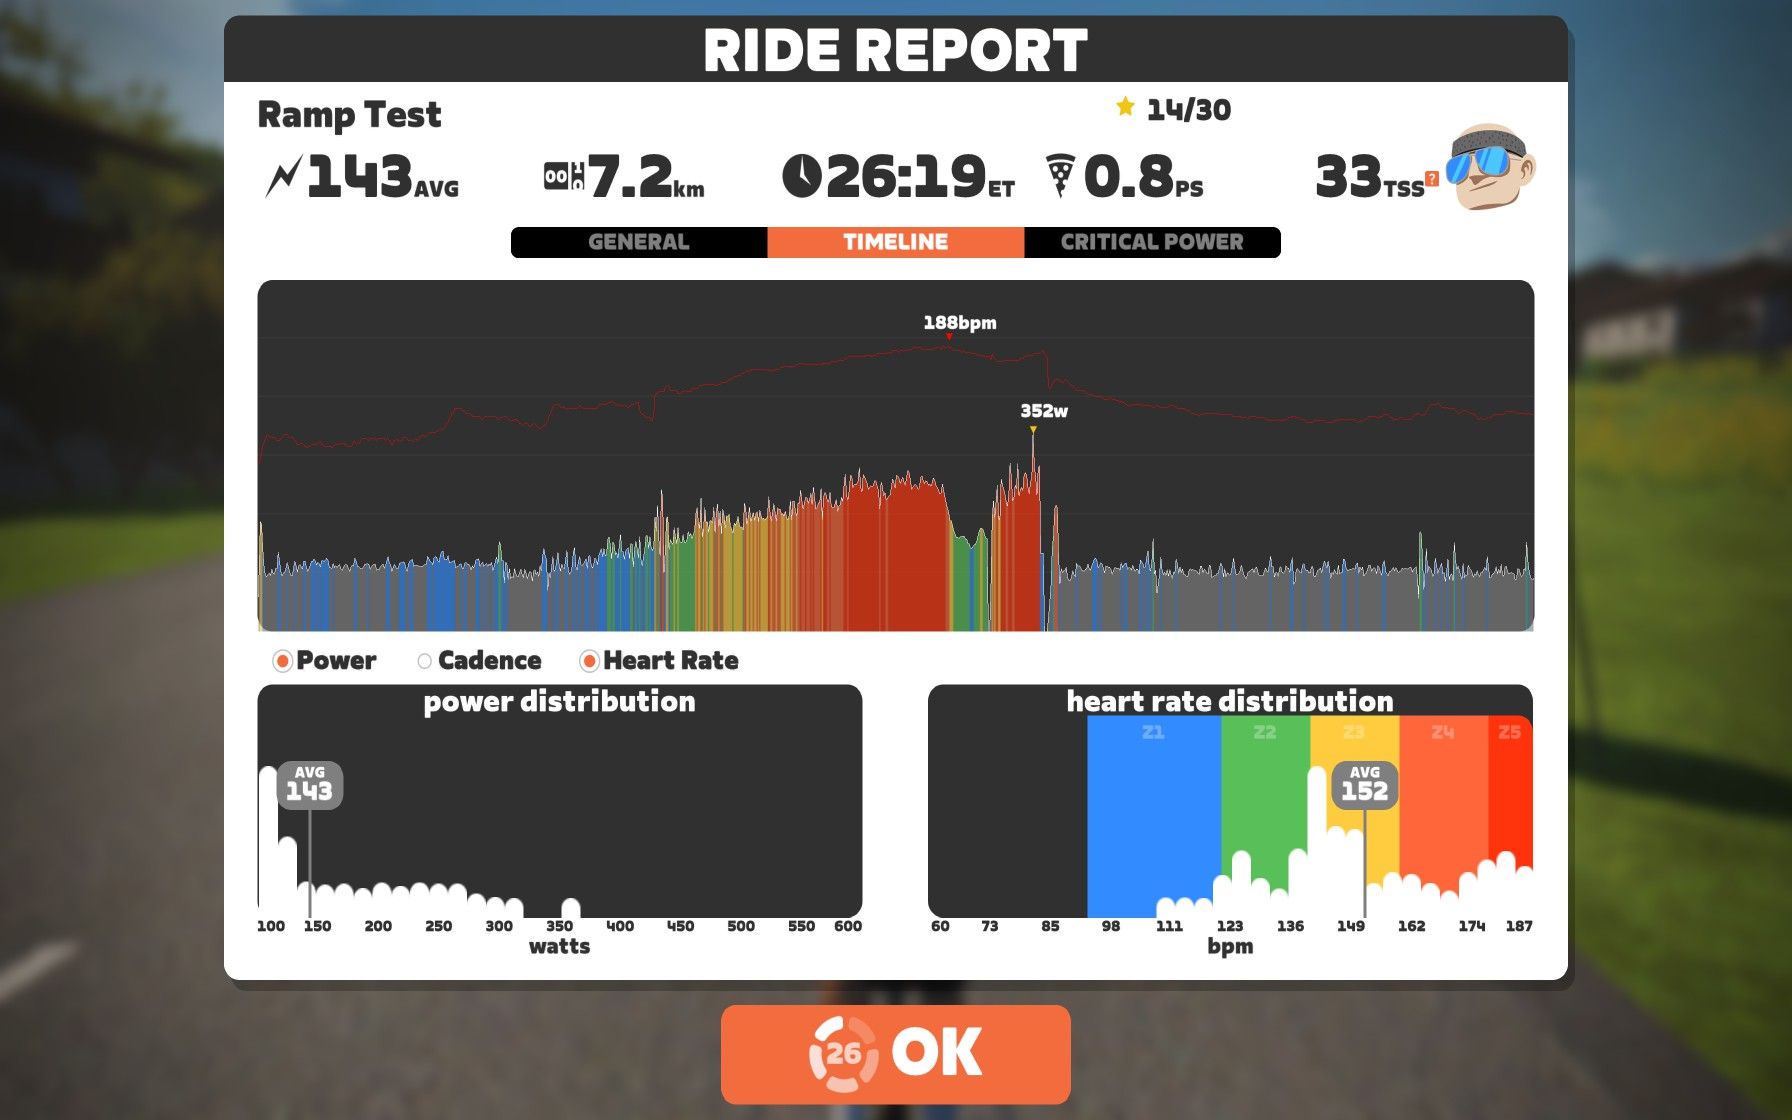 RIDE REPORT
Ramp Test
14/30
143AVG
7.2km
26:19ET
0.8PS
33TSS?
GENERAL
TIMELINE
CRITICAL POWER
188bpm
352w
Power
Cadence
Heart Rate
power distribution
AVG
143
100 150 200 250 300 350 400 450 500 550 600
watts
heart rate distribution
Z1 Z2 Z3 Z4 Z5
AVG
152
60 73 85 98 111 123 136 149 162 174 187
bpm
26 OK